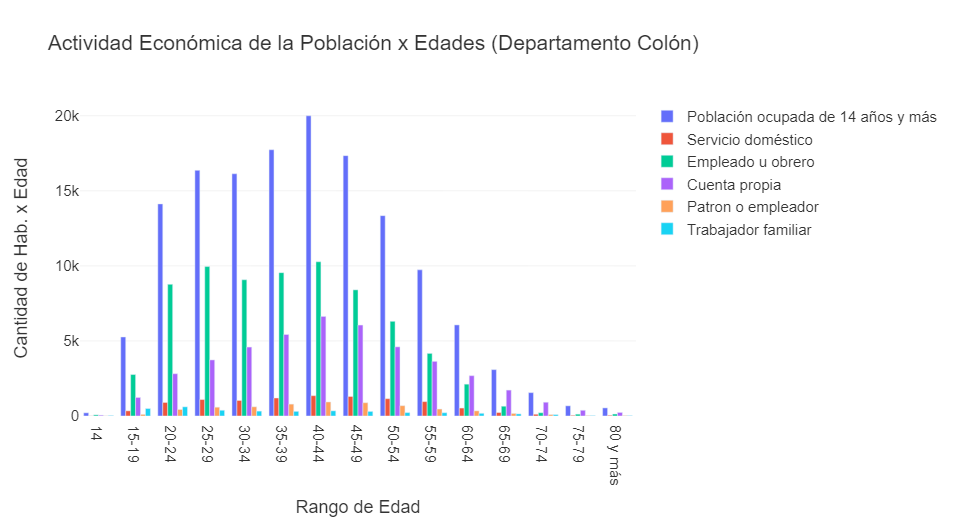 Actividad Económica de la Población x Edades (Departamento Colón)
20k
15k
10k
5k
0
Cantidad de Hab. x Edad
14
15-19
20-24
25-29
30-34
35-39
40-44
45-49
50-54
55-59
60-64
65-69
70-74
75-79
80 y más
Rango de Edad
Población ocupada de 14 años y más
Servicio doméstico
Empleado u obrero
Cuenta propia
Patron o empleador
Trabajador familiar